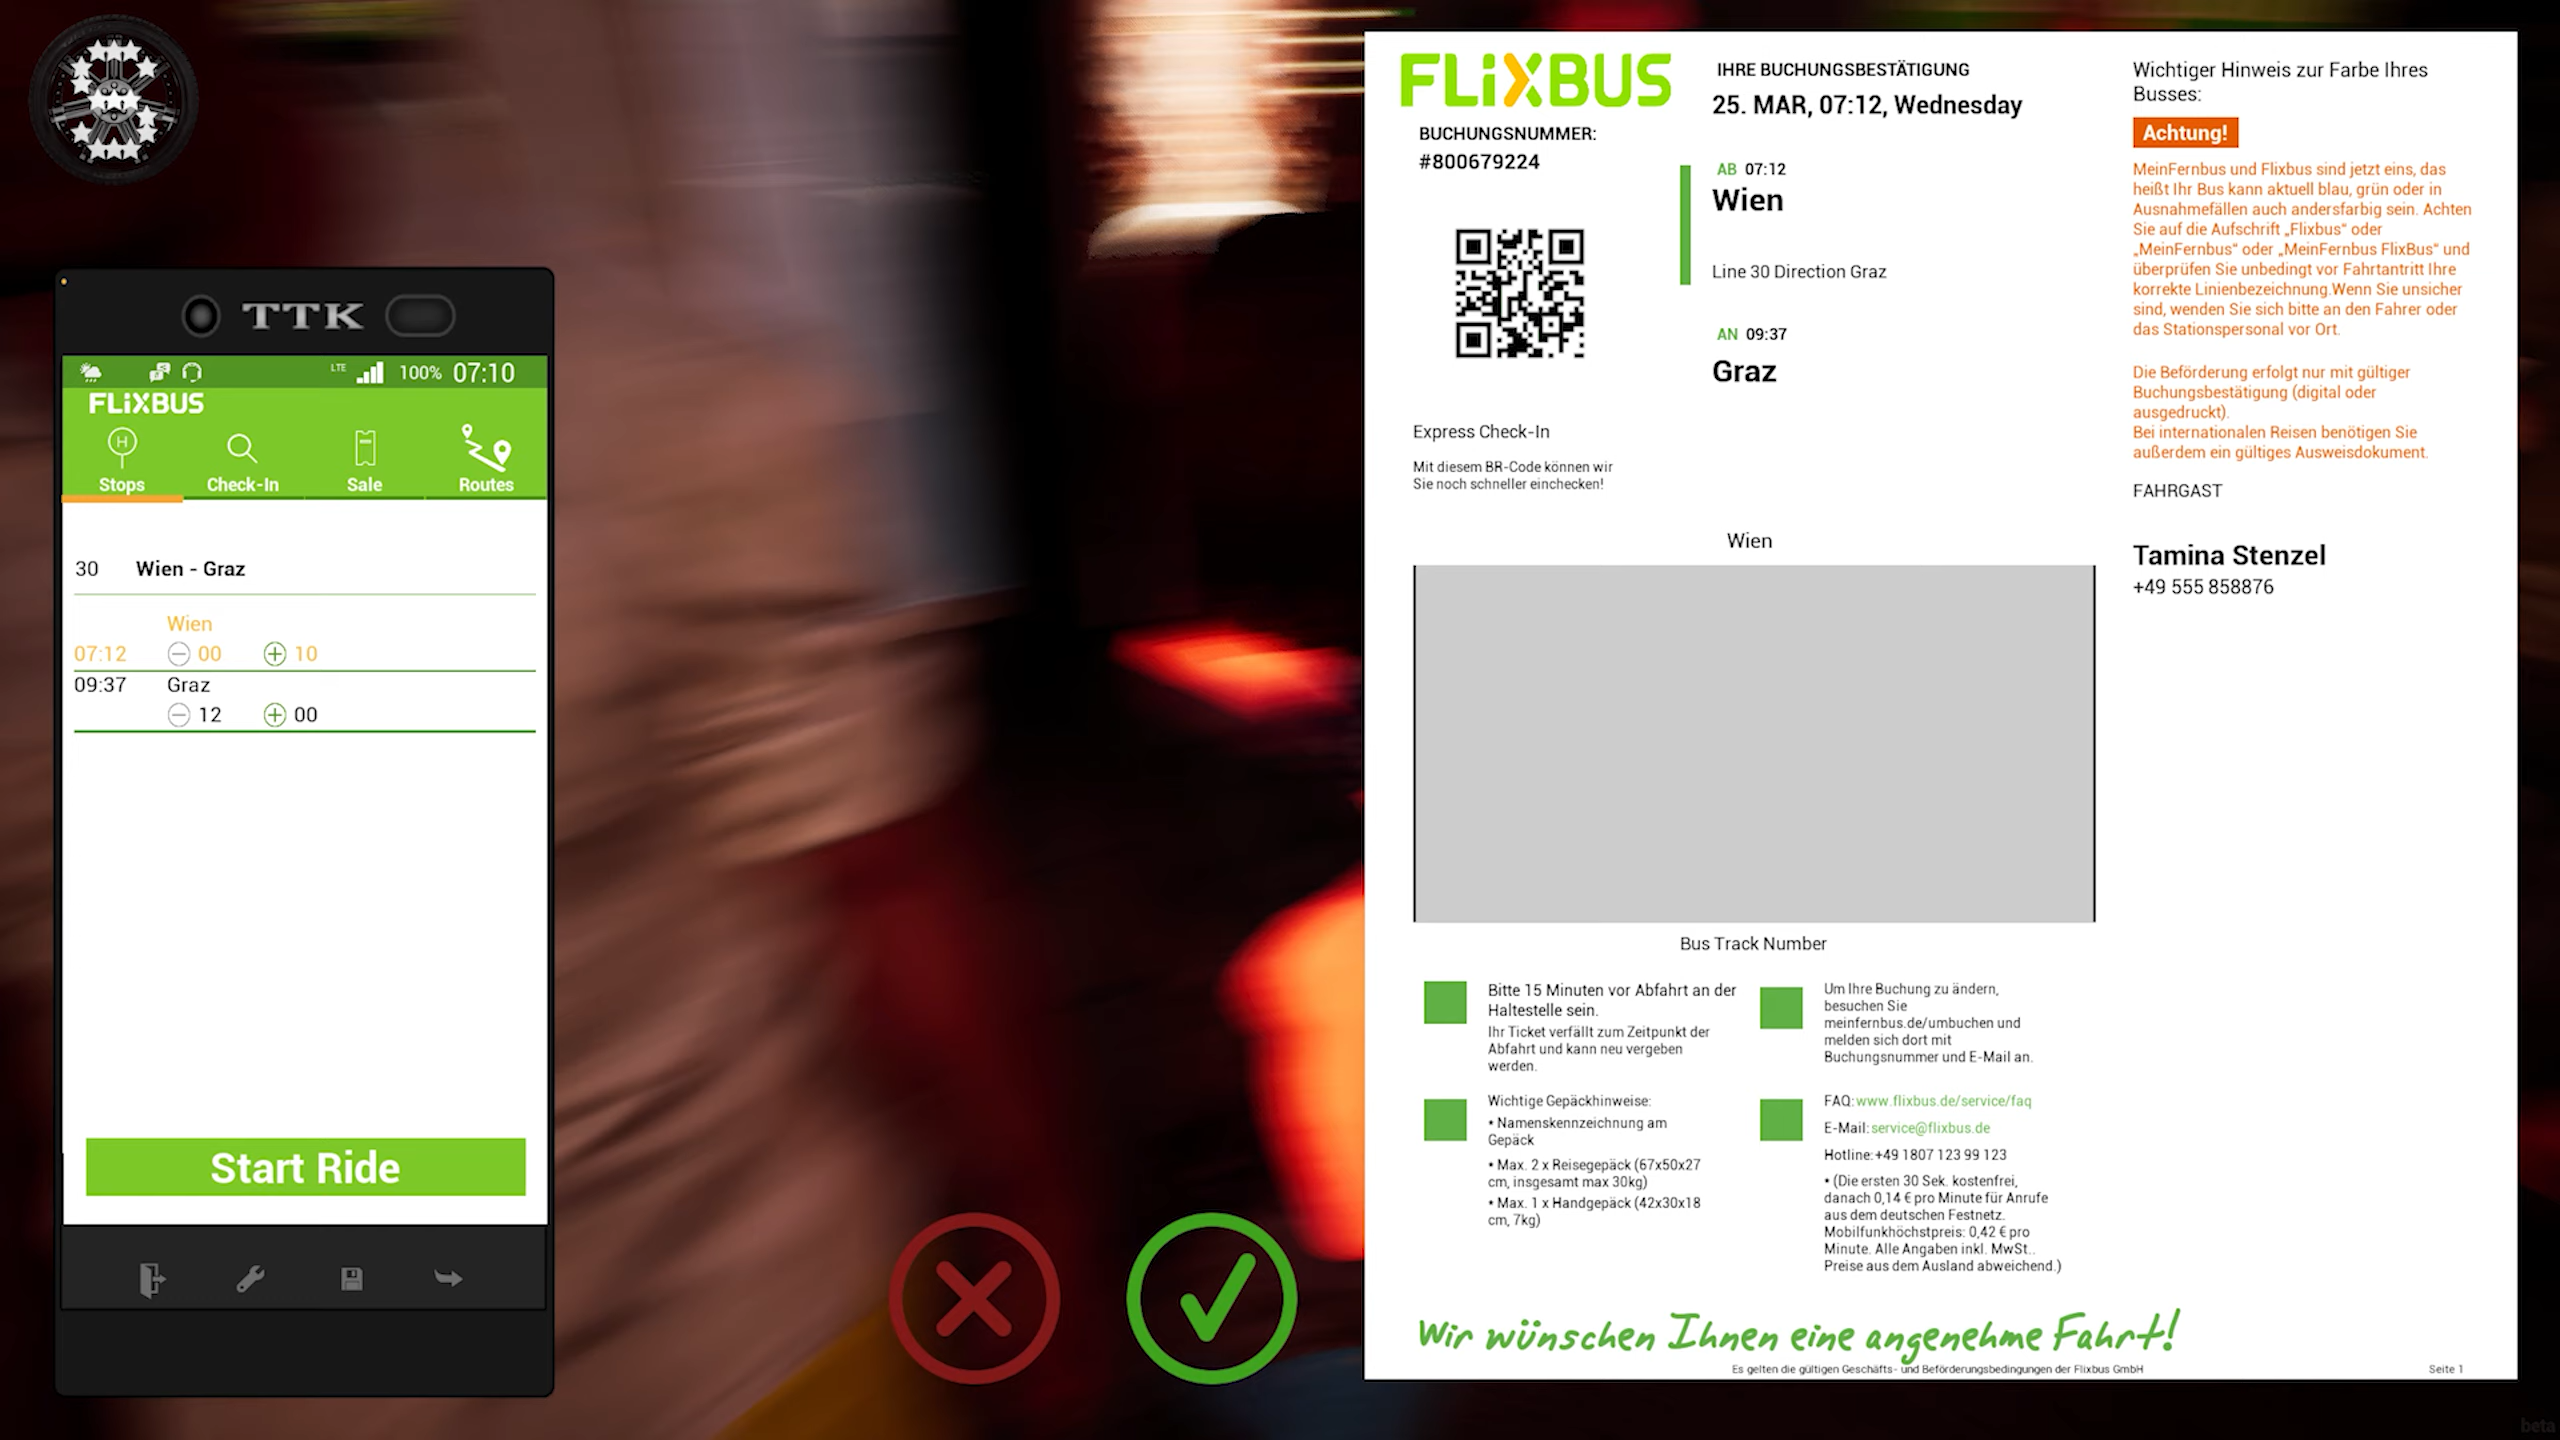 TTK
LTE 100% 07:10
FLiXBUS
H
Stops Check-In Sale Routes
30 Wien - Graz
Wien
07:12 00 10
09:37 Graz
12 00
Start Ride
FLiXBUS
BUCHUNGSNUMMER:
#800679224
IHRE BUCHUNGSBESTÄTIGUNG
25. MAR, 07:12, Wednesday
AB 07:12
Wien
Line 30 Direction Graz
AN 09:37
Graz
Express Check-In
Mit diesem BR-Code können wir
Sie noch schneller einchecken!
Wien
Bus Track Number
Bitte 15 Minuten vor Abfahrt an der
Haltestelle sein.
Ihr Ticket verfällt zum Zeitpunkt der
Abfahrt und kann neu vergeben
werden.
Um Ihre Buchung zu ändern,
besuchen Sie
meinfernbus.de/umbuchen und
melden sich dort mit
Buchungsnummer und E-Mail an.
Wichtige Gepäckhinweise:
• Namenskennzeichnung am
Gepäck
• Max. 2 x Reisegepäck (67x50x27
cm, insgesamt max 30kg)
• Max. 1 x Handgepäck (42x30x18
cm, 7kg)
FAQ: www.flixbus.de/service/faq
E-Mail: service@flixbus.de
Hotline: +49 1807 123 99 123
• (Die ersten 30 Sek. kostenfrei,
danach 0,14 € pro Minute für Anrufe
aus dem deutschen Festnetz.
Mobilfunkhöchstpreis: 0,42 € pro
Minute. Alle Angaben inkl. MwSt..
Preise aus dem Ausland abweichend.)
Wichtiger Hinweis zur Farbe Ihres
Busses:
Achtung!
MeinFernbus und Flixbus sind jetzt eins, das
heißt Ihr Bus kann aktuell blau, grün oder in
Ausnahmefällen auch andersfarbig sein. Achten
Sie auf die Aufschrift „Flixbus“ oder
„MeinFernbus“ oder „MeinFernbus FlixBus“ und
überprüfen Sie unbedingt vor Fahrtantritt Ihre
korrekte Linienbezeichnung.Wenn Sie unsicher
sind, wenden Sie sich bitte an den Fahrer oder
das Stationspersonal vor Ort.
Die Beförderung erfolgt nur mit gültiger
Buchungsbestätigung (digital oder
ausgedruckt).
Bei internationalen Reisen benötigen Sie
außerdem ein gültiges Ausweisdokument.
FAHRGAST
Tamina Stenzel
+49 555 858876
Wir wünschen Ihnen eine angenehme Fahrt!
Es gelten die gültigen Geschäfts- und Beförderungsbedingungen der Flixbus GmbH
Seite 1
beta